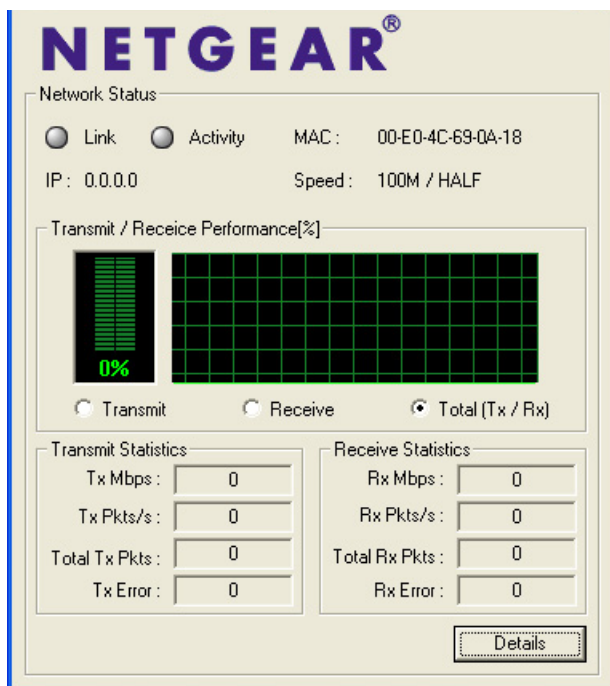 NETGEAR®
Network Status
Link Activity MAC : 00-E0-4C-69-0A-18
IP : 0.0.0.0 Speed : 100M / HALF
Transmit / Receice Performance[%]
0%
Transmit Receive Total (Tx / Rx)
Transmit Statistics Receive Statistics
Tx Mbps : 0 Rx Mbps : 0
Tx Pkts/s : 0 Rx Pkts/s : 0
Total Tx Pkts : 0 Total Rx Pkts : 0
Tx Error : 0 Rx Error : 0
Details